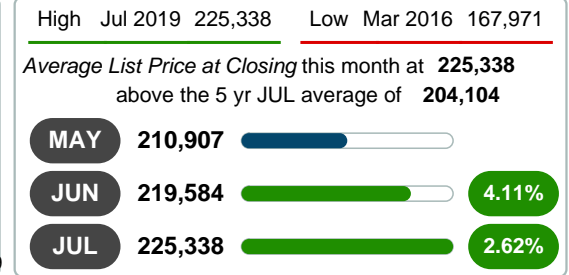 High Jul 2019 225,338 Low Mar 2016 167,971
Average List Price at Closing this month at 225,338
above the 5 yr JUL average of 204,104
MAY 210,907
JUN 219,584 4.11%
JUL 225,338 2.62%